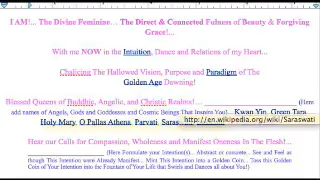 I AM!... The Divine Feminine… The Direct & Connected Fulness of Beauty & Forgiving
Grace!...
With me NOW in the Intuition, Dance and Relations of my Heart...
Chalicing The Hallowed Vision, Purpose and Paradigm of The
Golden Age Dawning!
Blessed Queens of Buddhic, Angelic, and Christic Realms! ... (Here
add names of Angels, Gods and Goddesses and Cosmic Beings That Inspire You)... Kwan Yin, Green Tara,
Holy Mary, O Pallas Athena, Parvati, Saras
http://en.wikipedia.org/wiki/Saraswati
Hear our Calls for Compassion, Wholeness and Manifest Oneness In The Flesh!...
(Here Formulate your Intention(s)... Abstract or concrete... See and Feel as
though This Intention were Already Manifest... Mint This Intention into a Golden Coin... Toss this Golden
Coin of Your Intention into the Fountain of Your Life that Swirls and Dances all about You!)